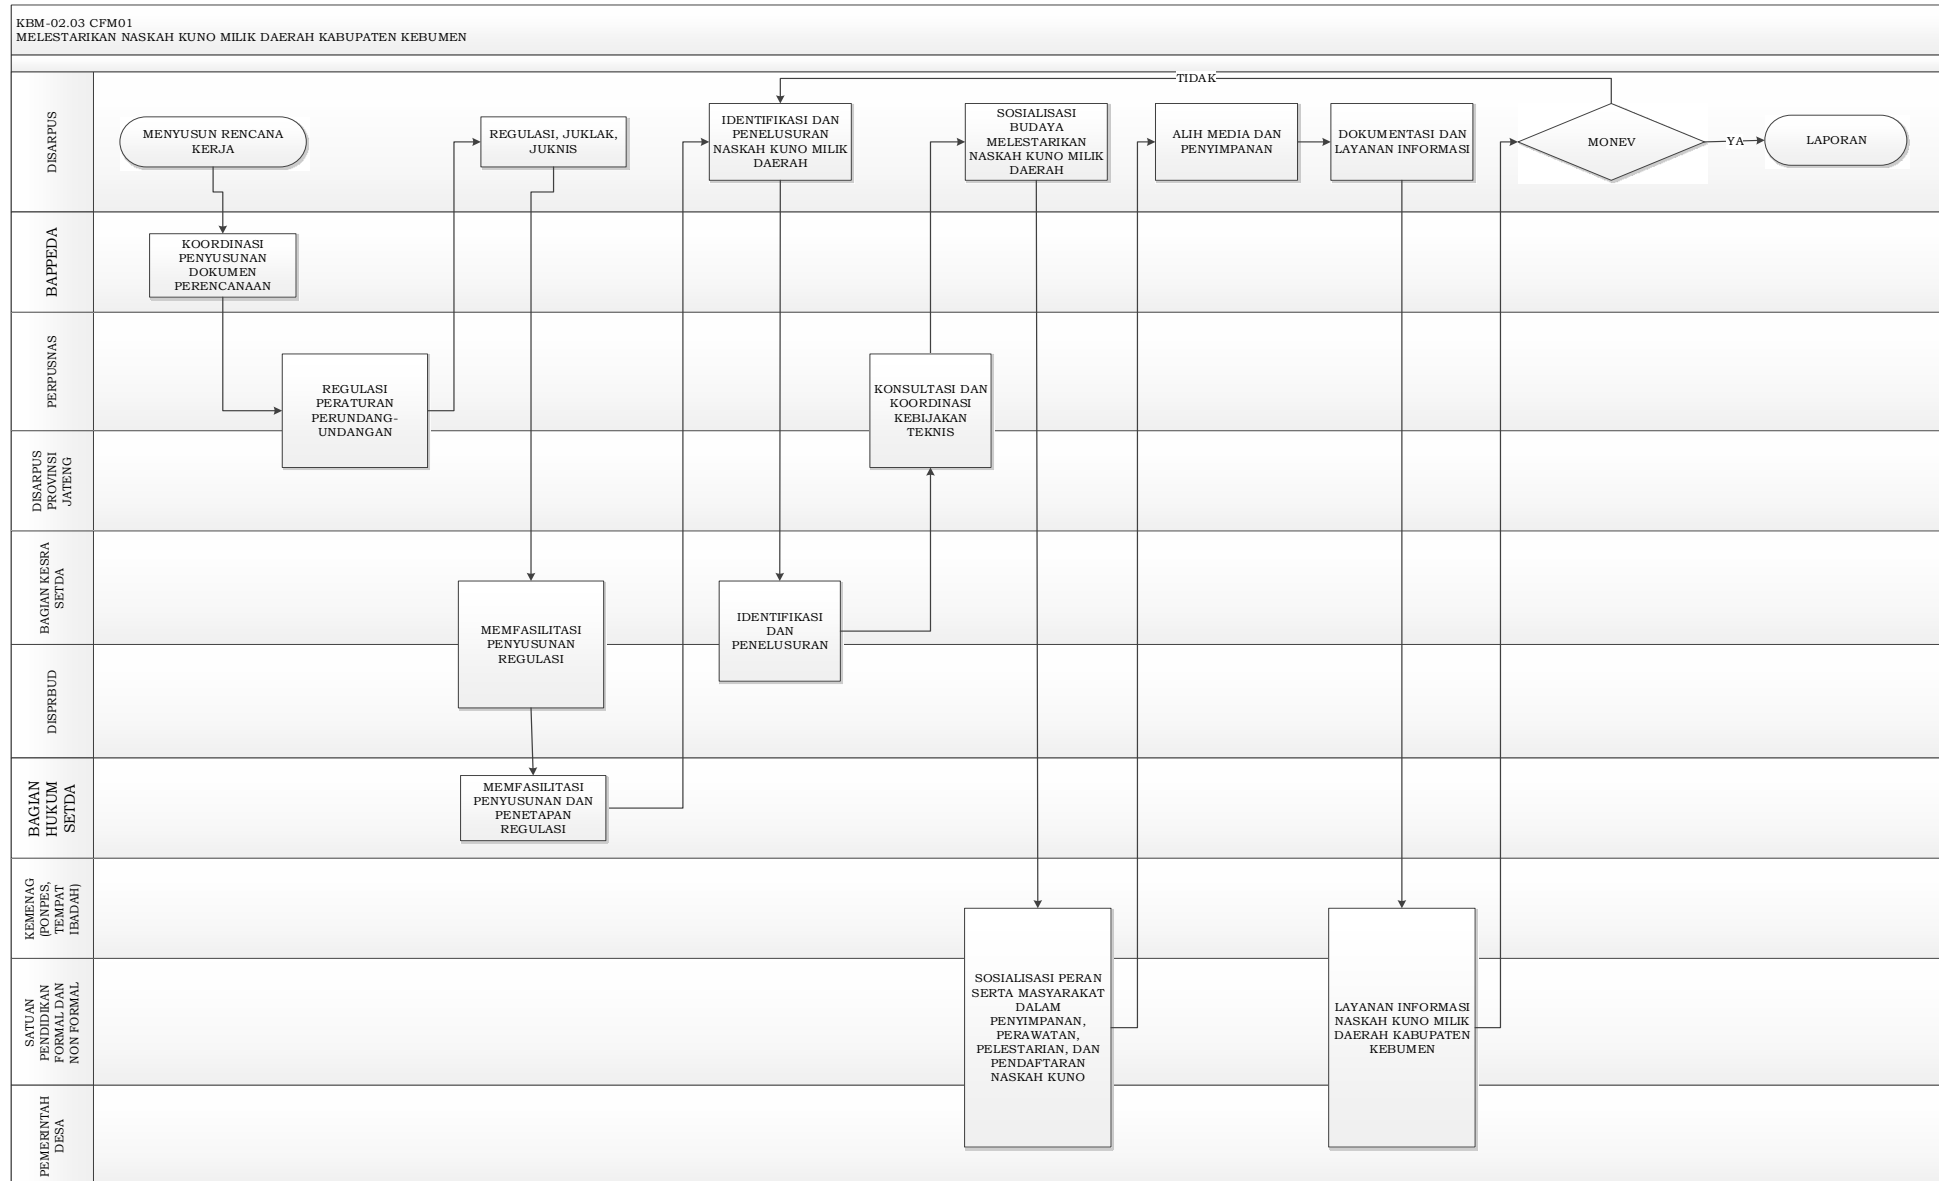 KBM-02.03 CFM01
MELESTARIKAN NASKAH KUNO MILIK DAERAH KABUPATEN KEBUMEN
DISARPUS
MENYUSUN RENCANA
KERJA
REGULASI, JUKLAK,
JUKNIS
IDENTIFIKASI DAN
PENELUSURAN
NASKAH KUNO MILIK
DAERAH
SOSIALISASI
BUDAYA
MELESTARIKAN
NASKAH KUNO MILIK
DAERAH
TIDAK
ALIH MEDIA DAN
PENYIMPANAN
DOKUMENTASI DAN
LAYANAN INFORMASI
MONEV
YA
LAPORAN
BAPPEDA
KOORDINASI
PENYUSUNAN
DOKUMEN
PERENCANAAN
PERPUSNAS
REGULASI
PERATURAN
PERUNDANG-
UNDANGAN
KONSULTASI DAN
KOORDINASI
KEBIJAKAN
TEKNIS
DISARPUS
PROVINSI
JATENG
BAGIAN KESRA
SETDA
MEMFASILITASI
PENYUSUNAN
REGULASI
IDENTIFIKASI
DAN
PENELUSURAN
DISPRBUD
BAGIAN
HUKUM
SETDA
MEMFASILITASI
PENYUSUNAN DAN
PENETAPAN
REGULASI
KEMENAG
(PONPES,
TEMPAT
IBADAH)
SATUAN
PENDIDIKAN
FORMAL DAN
NON FORMAL
SOSIALISASI PERAN
SERTA MASYARAKAT
DALAM
PENYIMPANAN,
PERAWATAN,
PELESTARIAN, DAN
PENDAFTARAN
NASKAH KUNO
LAYANAN INFORMASI
NASKAH KUNO MILIK
DAERAH KABUPATEN
KEBUMEN
PEMERINTAH
DESA